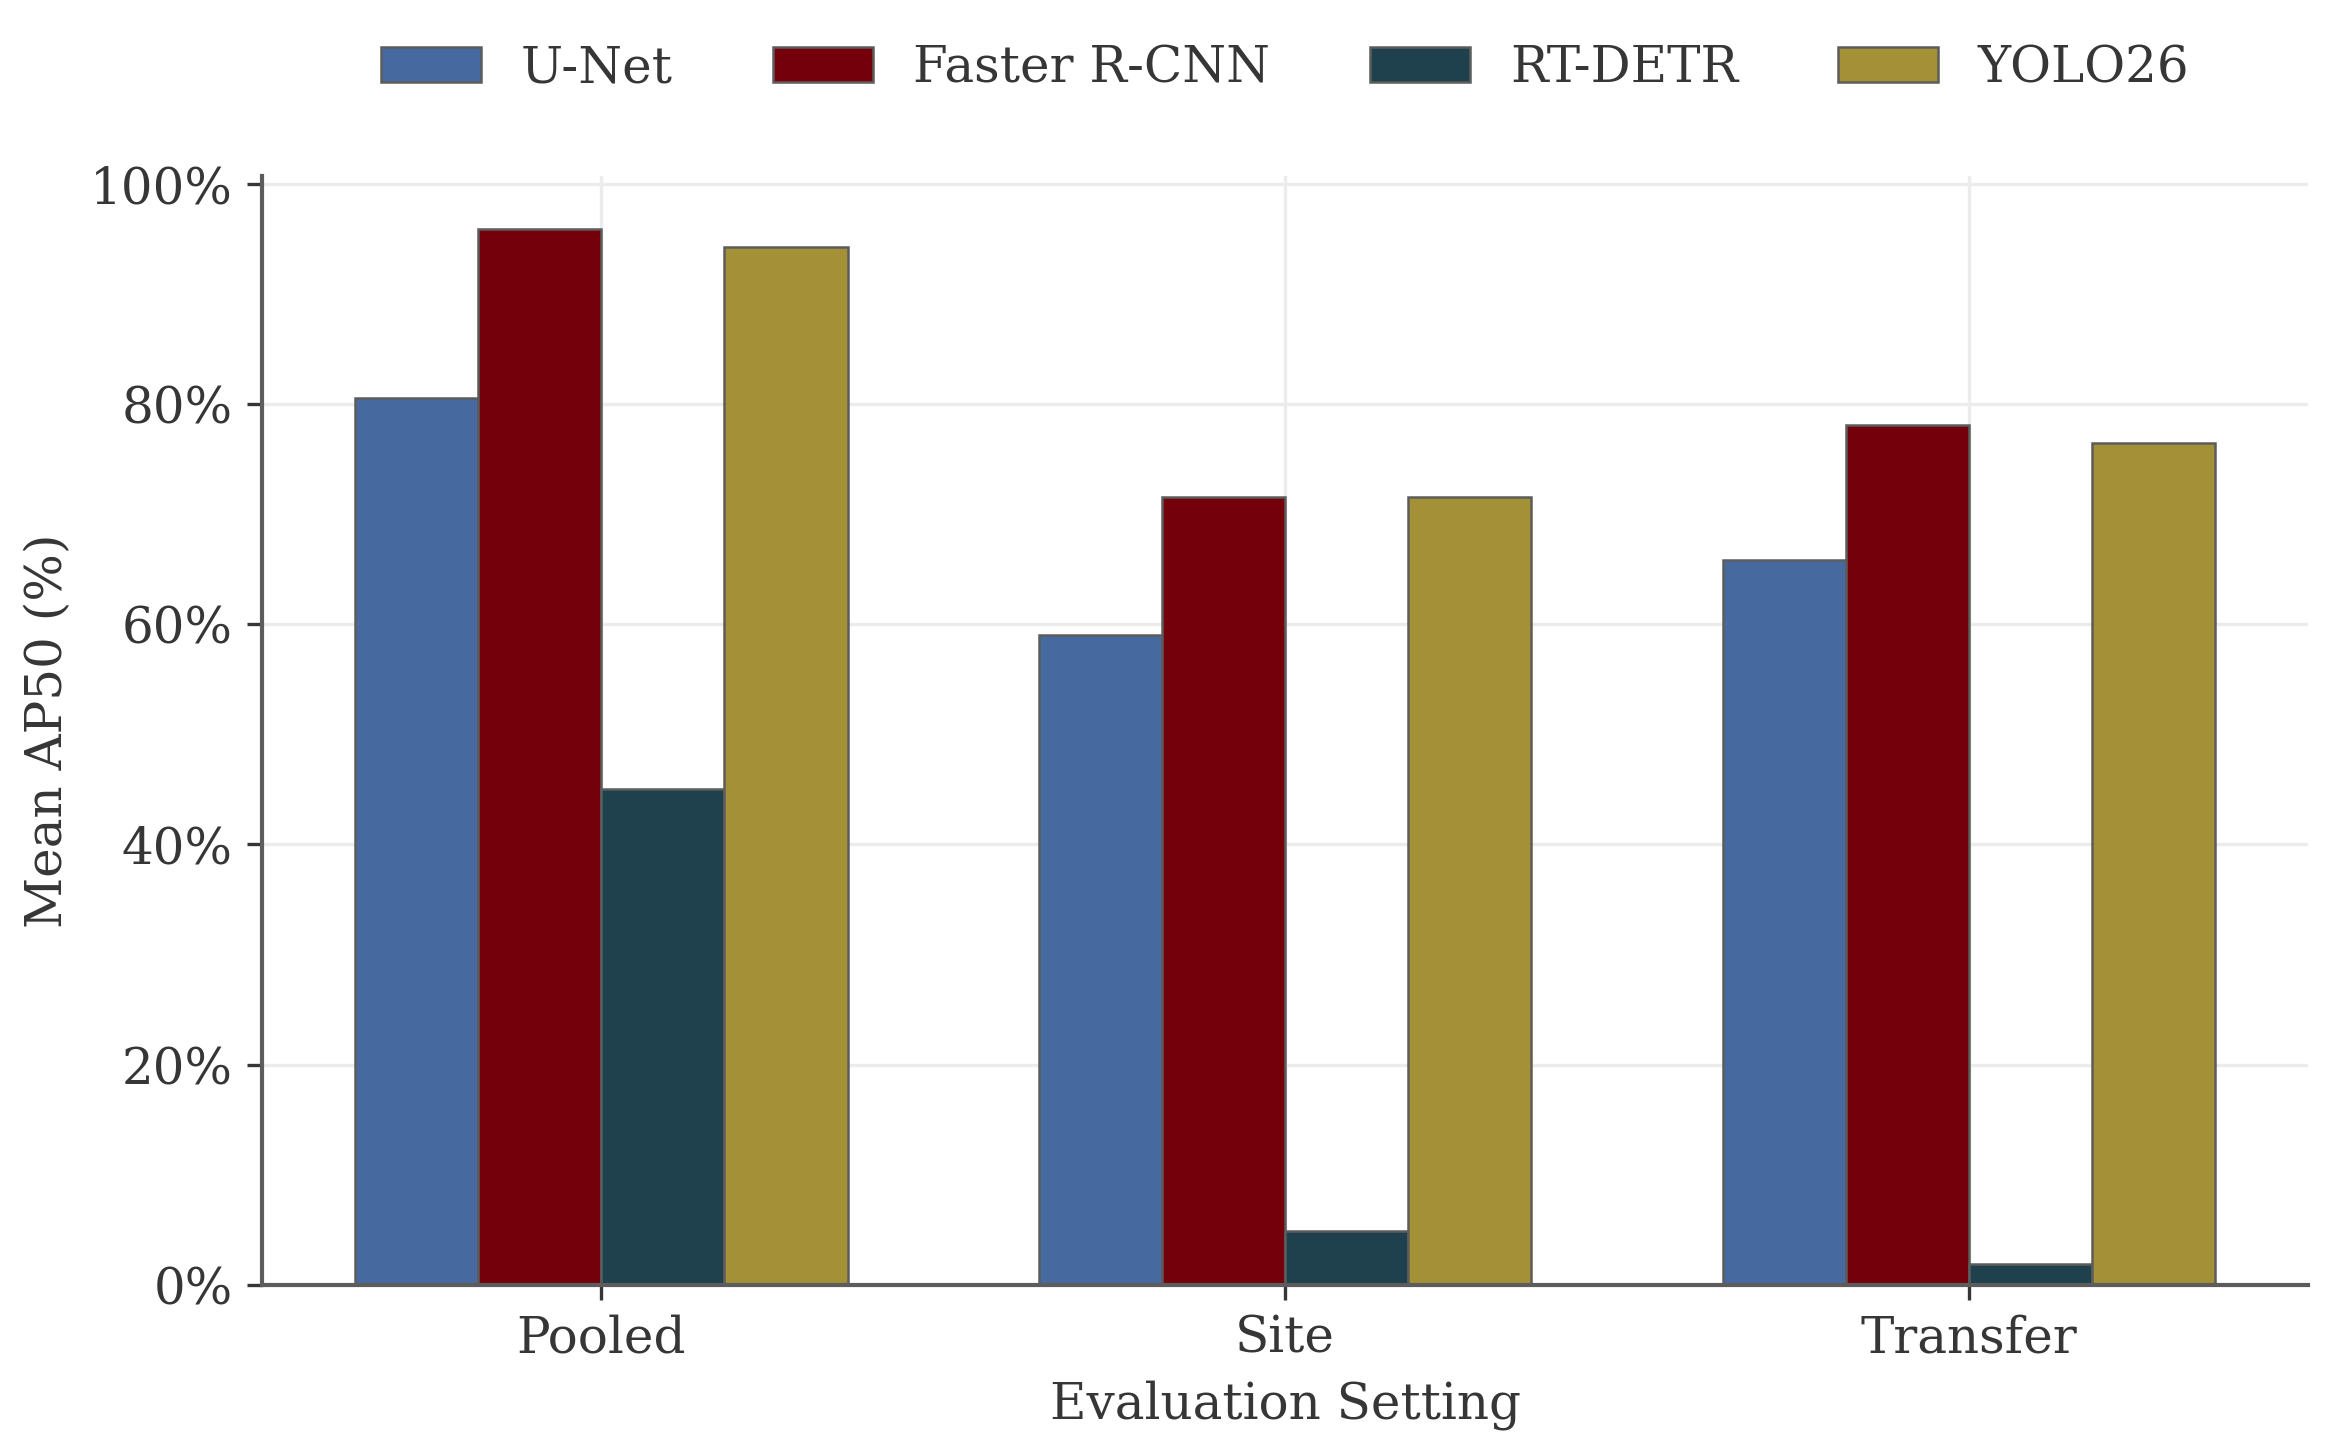 U-Net Faster R-CNN RT-DETR YOLO26
100%
80%
60%
40%
20%
0%
Mean AP50 (%)
Pooled Site Transfer
Evaluation Setting